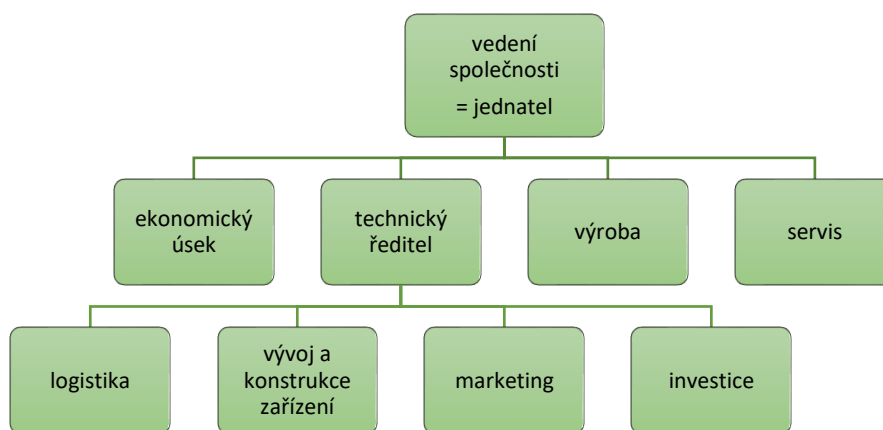 vedení
společnosti
= jednatel
ekonomický
úsek
technický
ředitel
výroba
servis
logistika
vývoj a
konstrukce
zařízení
marketing
investice